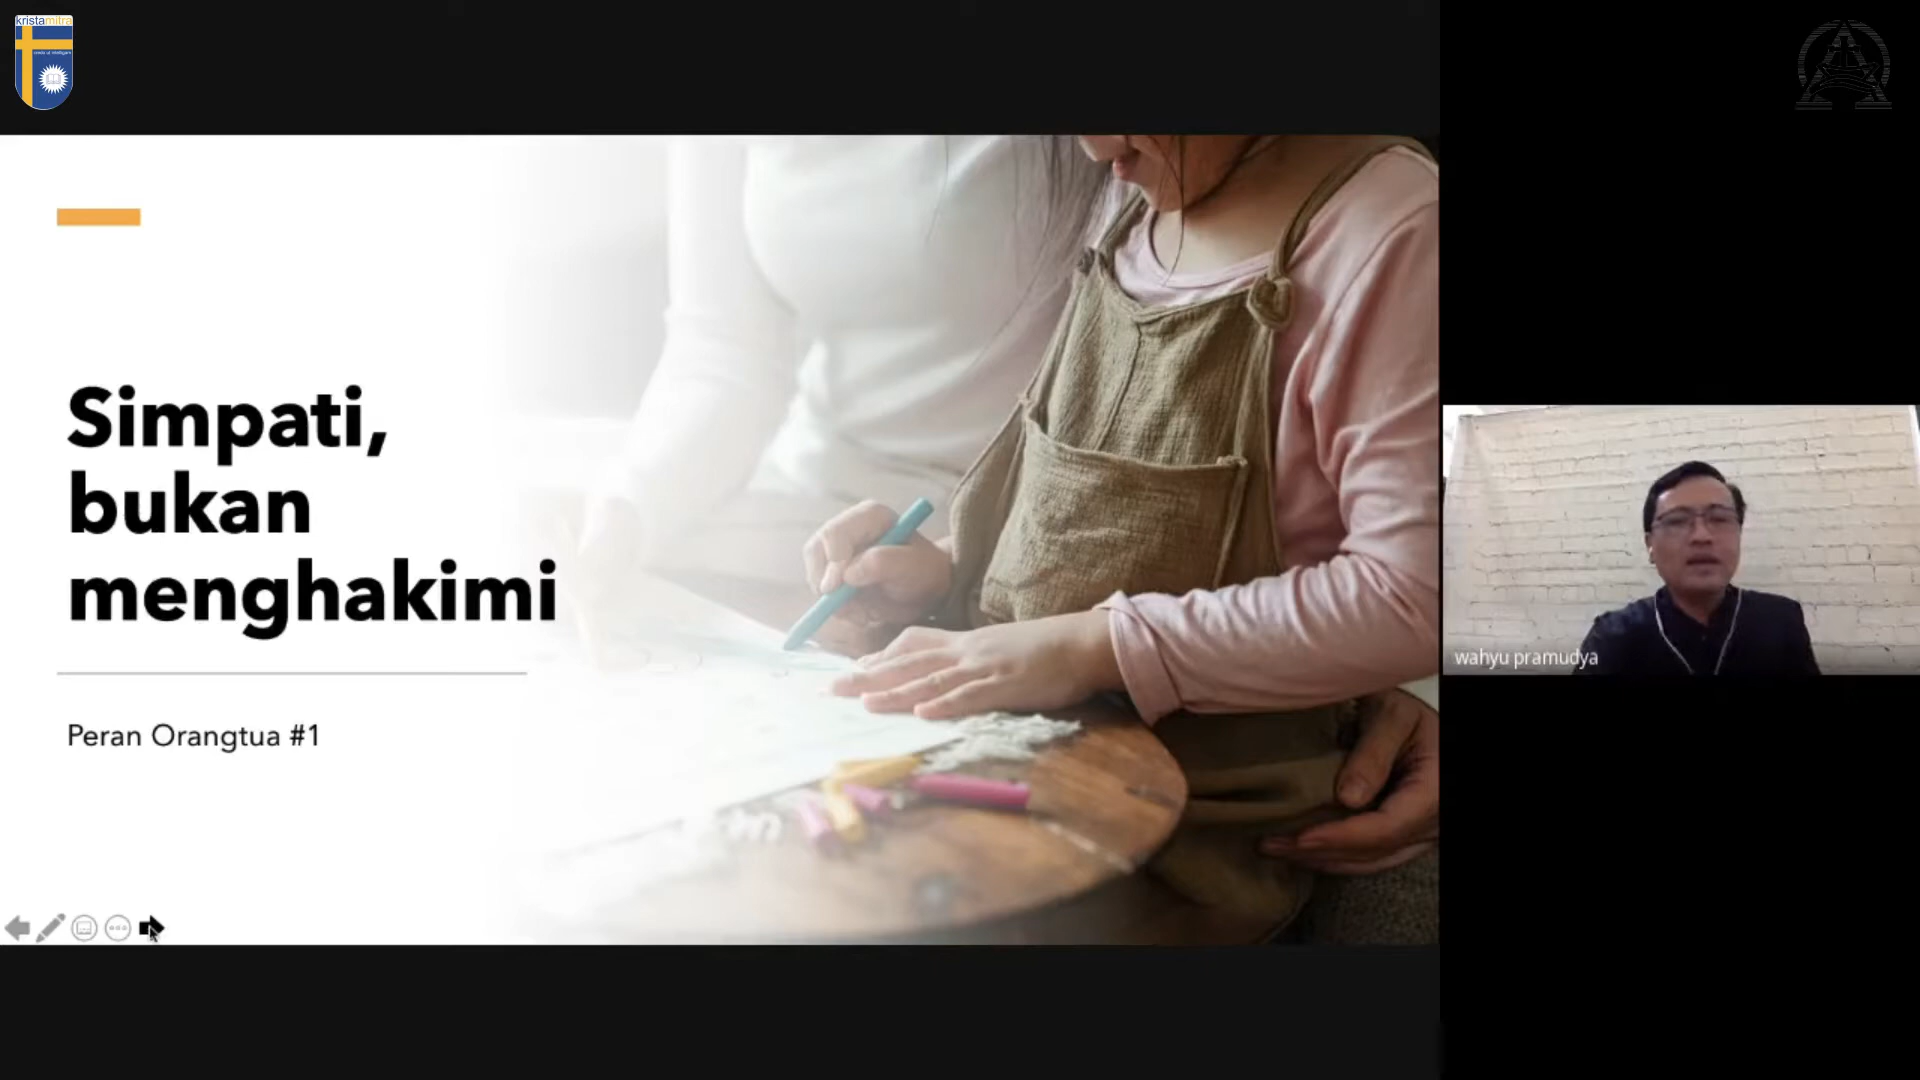 kristamitra
Simpati,
bukan
menghakimi
Peran Orangtua #1
wahyu pramudya